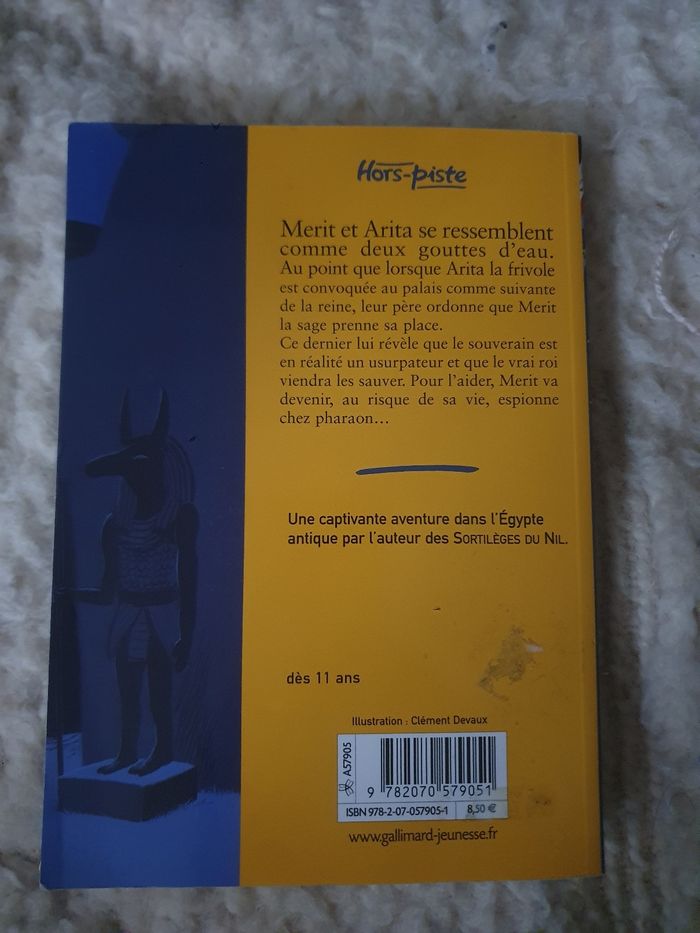 Hors-piste
Merit et Arita se ressemblent
comme deux gouttes d'eau.
Au point que lorsque Arita la frivole
est convoquée au palais comme suivante
de la reine, leur père ordonne que Merit
la sage prenne sa place.
Ce dernier lui révèle que le souverain est
en réalité un usurpateur et que le vrai roi
viendra les sauver. Pour l'aider, Merit va
devenir, au risque de sa vie, espionne
chez pharaon…
Une captivante aventure dans l'Égypte
antique par l'auteur des SORTILÈGES DU NIL.
dès 11 ans
Illustration : Clément Devaux
A57905
9 782070 579051
ISBN 978-2-07-057905-1 8,50 €
www.gallimard-jeunesse.fr